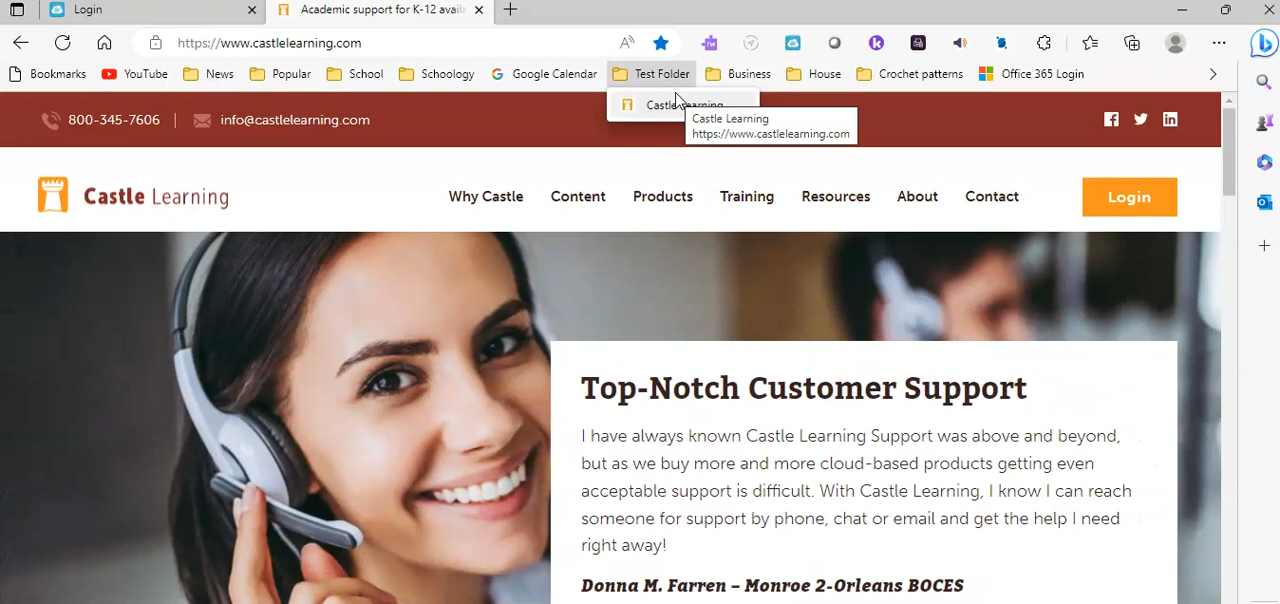 Login
Academic support for K-12 availa
https://www.castlelearning.com
Bookmarks YouTube News Popular School Schoology Google Calendar Test Folder Business House Crochet patterns Office 365 Login
Castle Learning
Castle Learning
https://www.castlelearning.com
800-345-7606 | info@castlelearning.com
Castle Learning
Why Castle Content Products Training Resources About Contact Login
Top-Notch Customer Support
I have always known Castle Learning Support was above and beyond,
but as we buy more and more cloud-based products getting even
acceptable support is difficult. With Castle Learning, I know I can reach
someone for support by phone, chat or email and get the help I need
right away!
Donna M. Farren – Monroe 2-Orleans BOCES